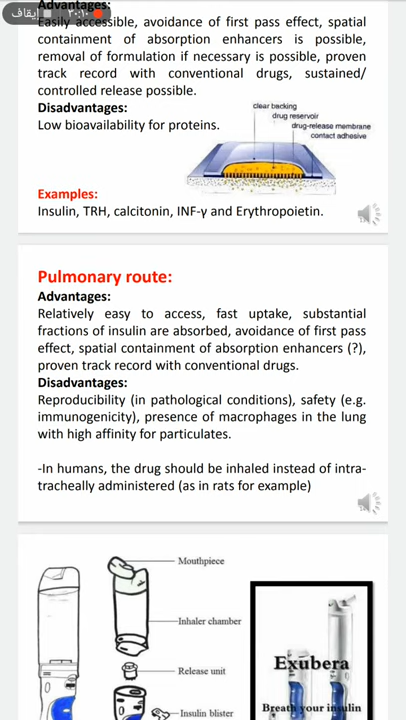 Advantages:
إيقاف ٢٠:١٠
Easily accessible, avoidance of first pass effect, spatial
containment of absorption enhancers is possible,
removal of formulation if necessary is possible, proven
track record with conventional drugs, sustained/
controlled release possible.
Disadvantages:
Low bioavailability for proteins.
clear backing
drug reservoir
drug-release membrane
contact adhesive
Examples:
Insulin, TRH, calcitonin, INF-γ and Erythropoietin.
Pulmonary route:
Advantages:
Relatively easy to access, fast uptake, substantial
fractions of insulin are absorbed, avoidance of first pass
effect, spatial containment of absorption enhancers (?),
proven track record with conventional drugs.
Disadvantages:
Reproducibility (in pathological conditions), safety (e.g.
immunogenicity), presence of macrophages in the lung
with high affinity for particulates.
-In humans, the drug should be inhaled instead of intra-
tracheally administered (as in rats for example)
Mouthpiece
Inhaler chamber
Release unit
Insulin blister
Exubera
Breath your insulin